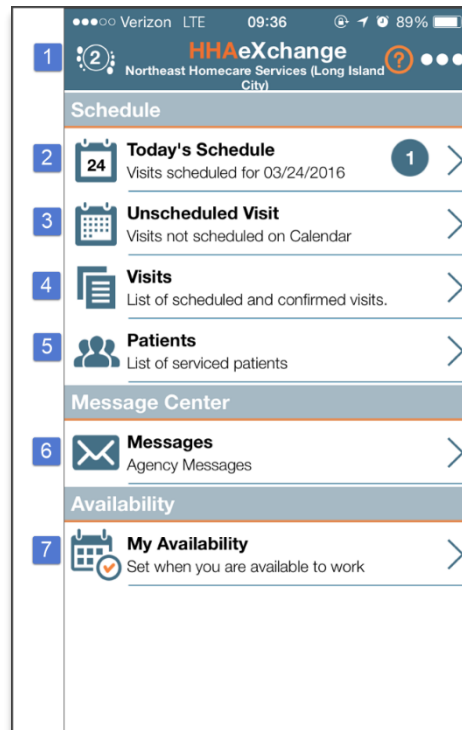 ●●●○○ Verizon LTE 09:36 89%
1 2 HHAeXchange ? ●●●
Northeast Homecare Services (Long Island
City)
Schedule
2 24 Today's Schedule 1
Visits scheduled for 03/24/2016
3 Unscheduled Visit
Visits not scheduled on Calendar
4 Visits
List of scheduled and confirmed visits.
5 Patients
List of serviced patients
Message Center
6 Messages
Agency Messages
Availability
7 My Availability
Set when you are available to work